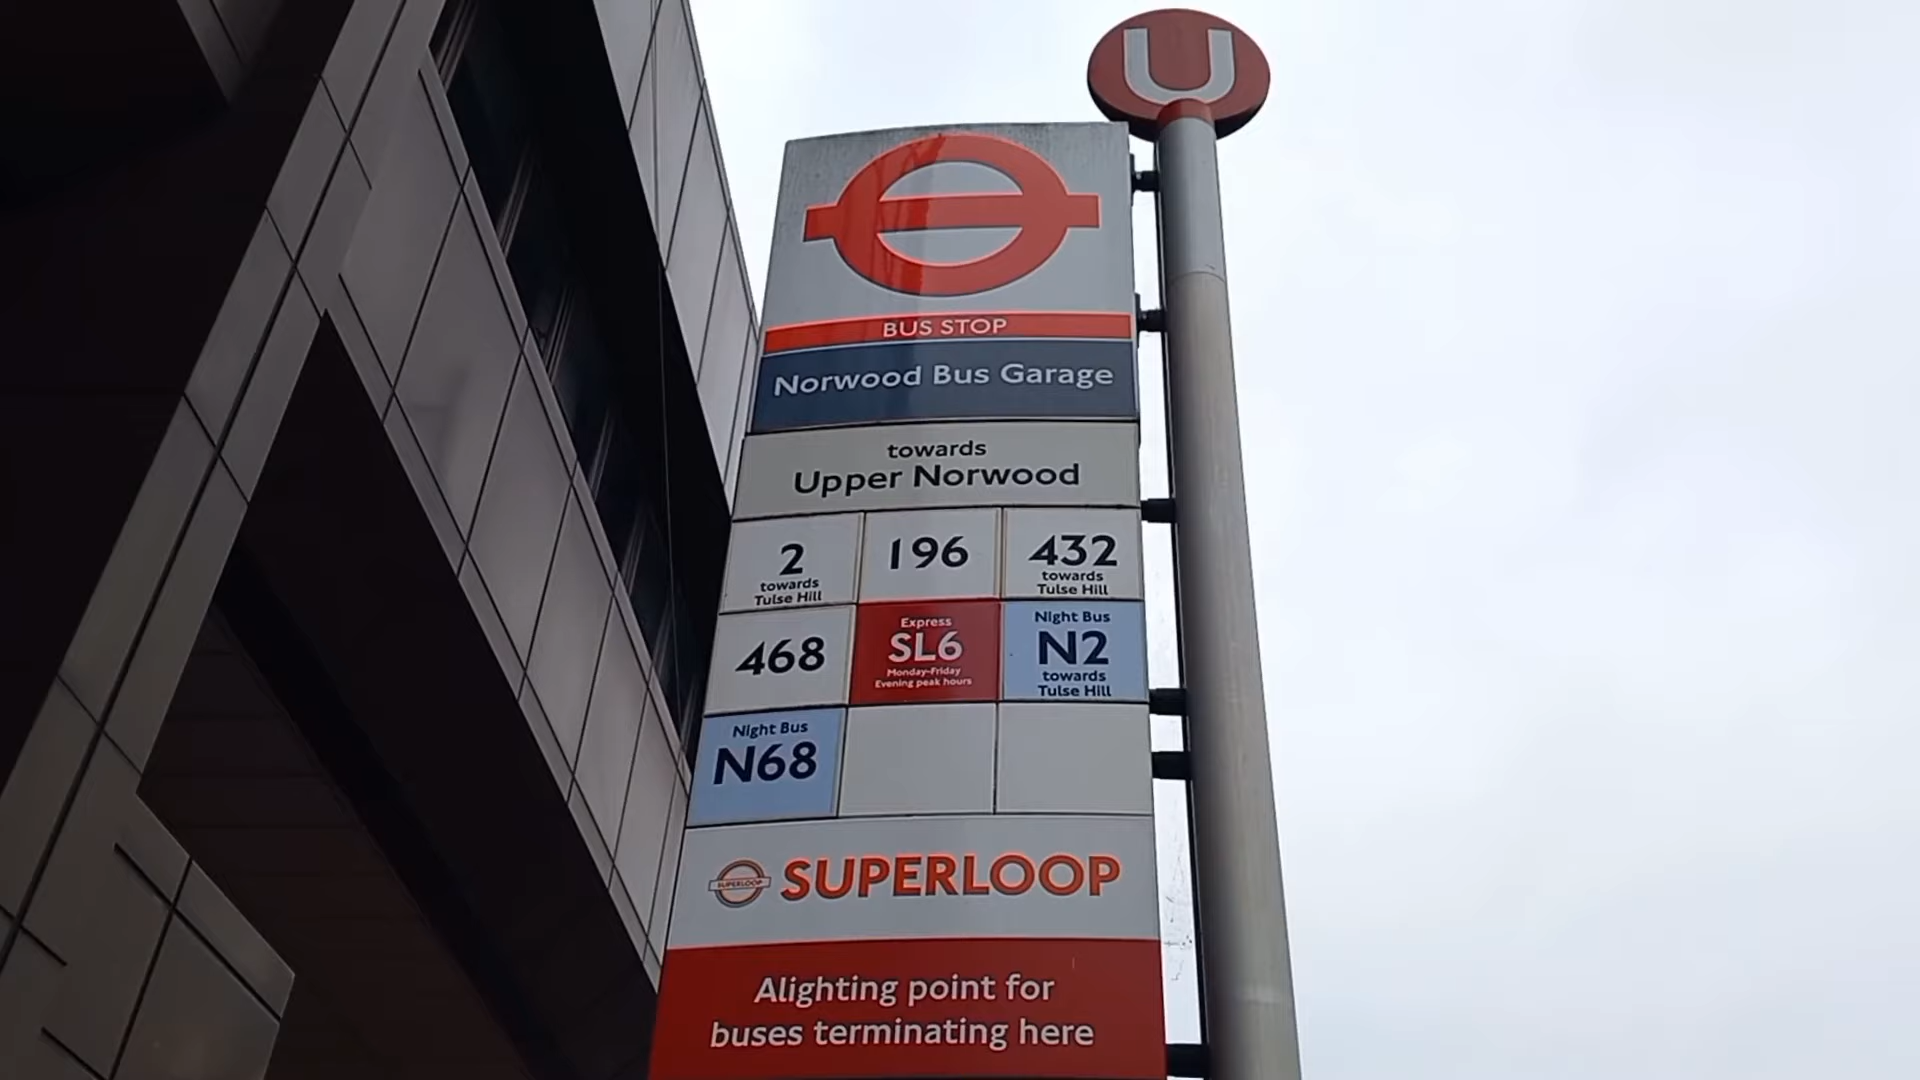 U
BUS STOP
Norwood Bus Garage
towards
Upper Norwood
2
towards
Tulse Hill
196
432
towards
Tulse Hill
468
Express
SL6
Monday-Friday
Evening peak hours
Night Bus
N2
towards
Tulse Hill
Night Bus
N68
SUPERLOOP
SUPERLOOP
Alighting point for
buses terminating here